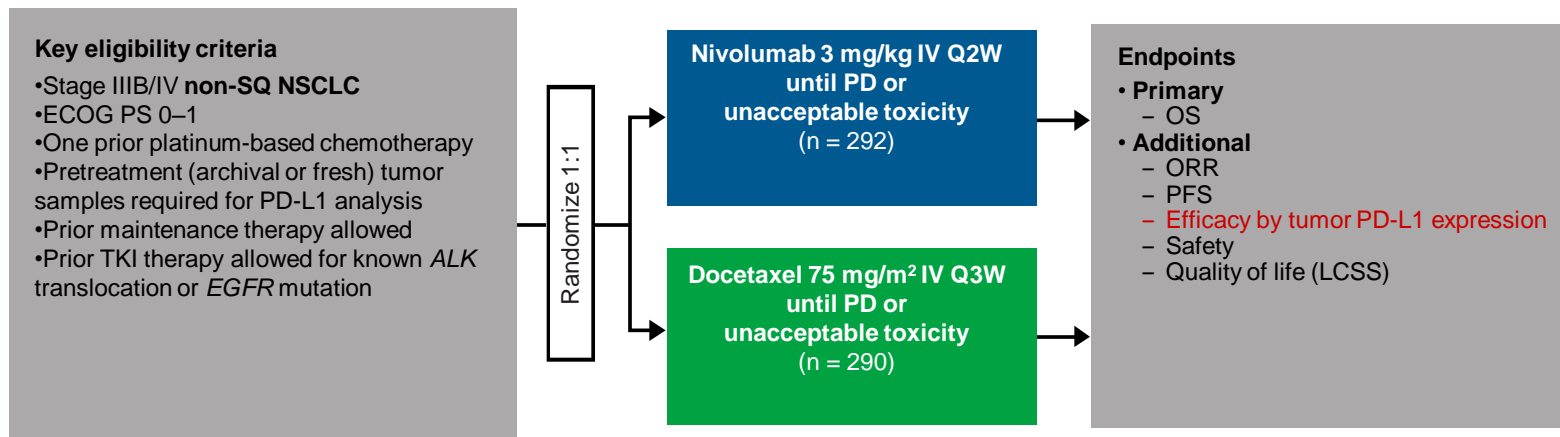 Key eligibility criteria
•Stage IIIB/IV non-SQ NSCLC
•ECOG PS 0–1
•One prior platinum-based chemotherapy
•Pretreatment (archival or fresh) tumor
samples required for PD-L1 analysis
•Prior maintenance therapy allowed
•Prior TKI therapy allowed for known ALK
translocation or EGFR mutation
Randomize 1:1
Nivolumab 3 mg/kg IV Q2W
until PD or
unacceptable toxicity
(n = 292)
Docetaxel 75 mg/m² IV Q3W
until PD or
unacceptable toxicity
(n = 290)
Endpoints
• Primary
– OS
• Additional
– ORR
– PFS
– Efficacy by tumor PD-L1 expression
– Safety
– Quality of life (LCSS)